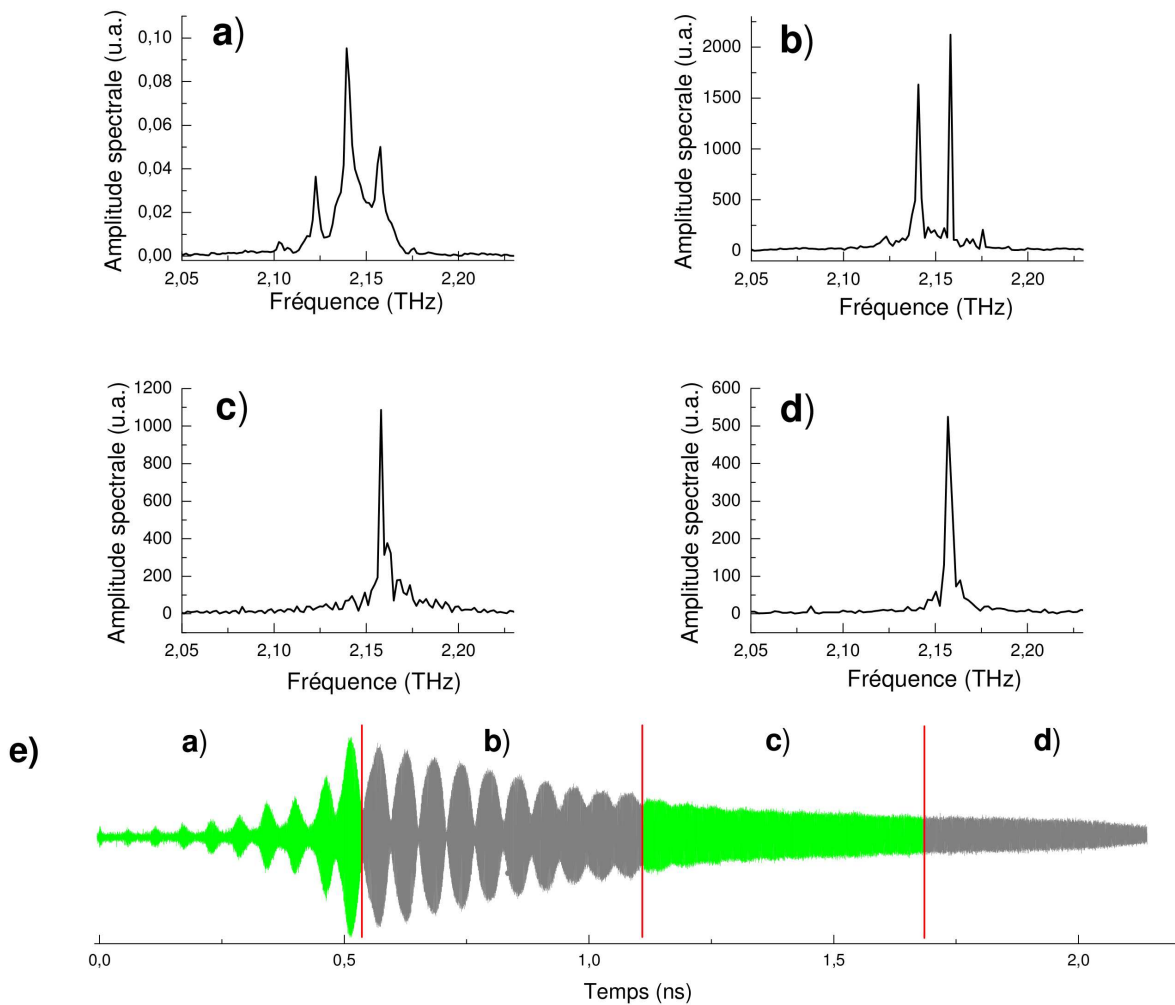 a)
Amplitude spectrale (u.a.)
0,10
0,08
0,06
0,04
0,02
0,00
2,05 2,10 2,15 2,20
Fréquence (THz)
b)
Amplitude specrale (u.a.)
2000
1500
1000
500
0
2,05 2,10 2,15 2,20
Fréquence (THz)
c)
Amplitude spectrale (u.a.)
1200
1000
800
600
400
200
0
2,05 2,10 2,15 2,20
Fréquence (THz)
d)
Amplitude spectrale (u.a.)
600
500
400
300
200
100
0
2,05 2,10 2,15 2,20
Fréquence (THz)
e)
a) b) c) d)
0,0 0,5 1,0 1,5 2,0
Temps (ns)